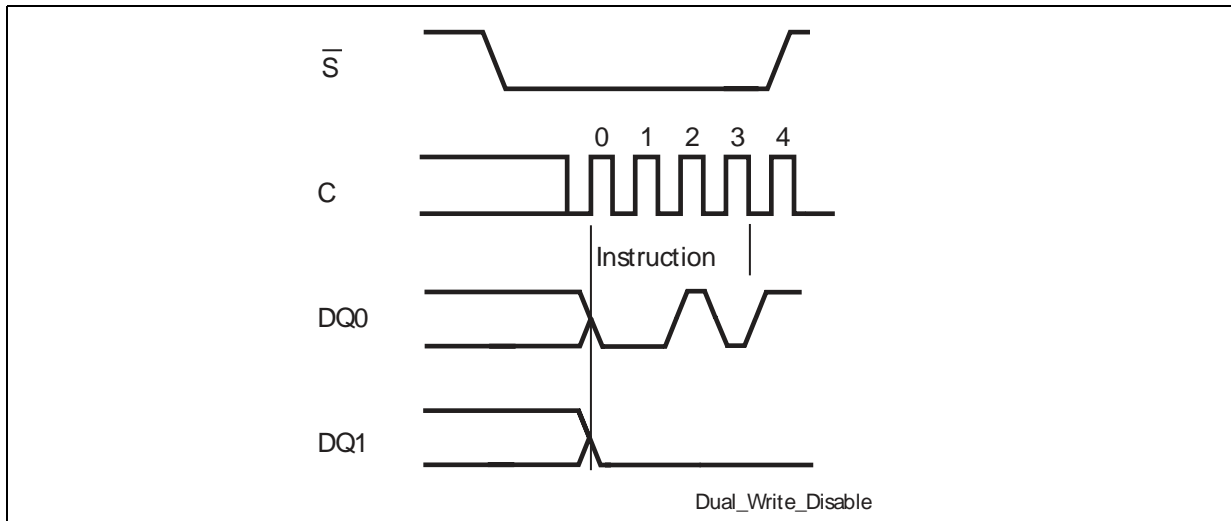 S̅
0 1 2 3 4
C
Instruction
DQ0
DQ1
Dual_Write_Disable